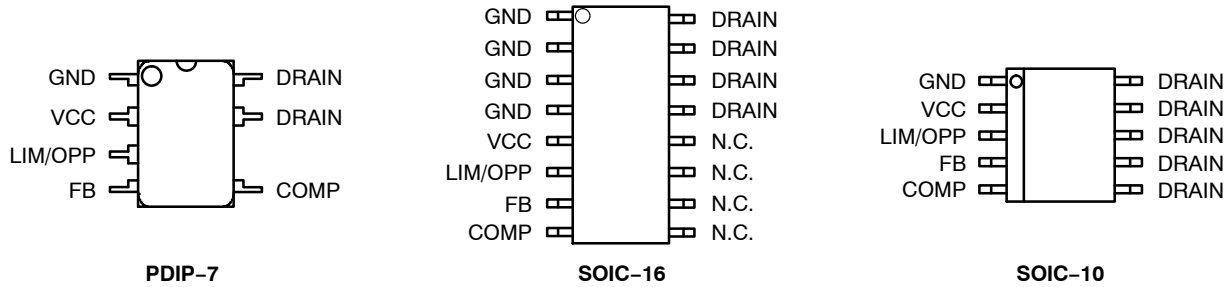 GND DRAIN
VCC DRAIN
LIM/OPP
FB COMP
PDIP−7
GND DRAIN
GND DRAIN
GND DRAIN
GND DRAIN
VCC N.C.
LIM/OPP N.C.
FB N.C.
COMP N.C.
SOIC−16
GND DRAIN
VCC DRAIN
LIM/OPP DRAIN
FB DRAIN
COMP DRAIN
SOIC−10